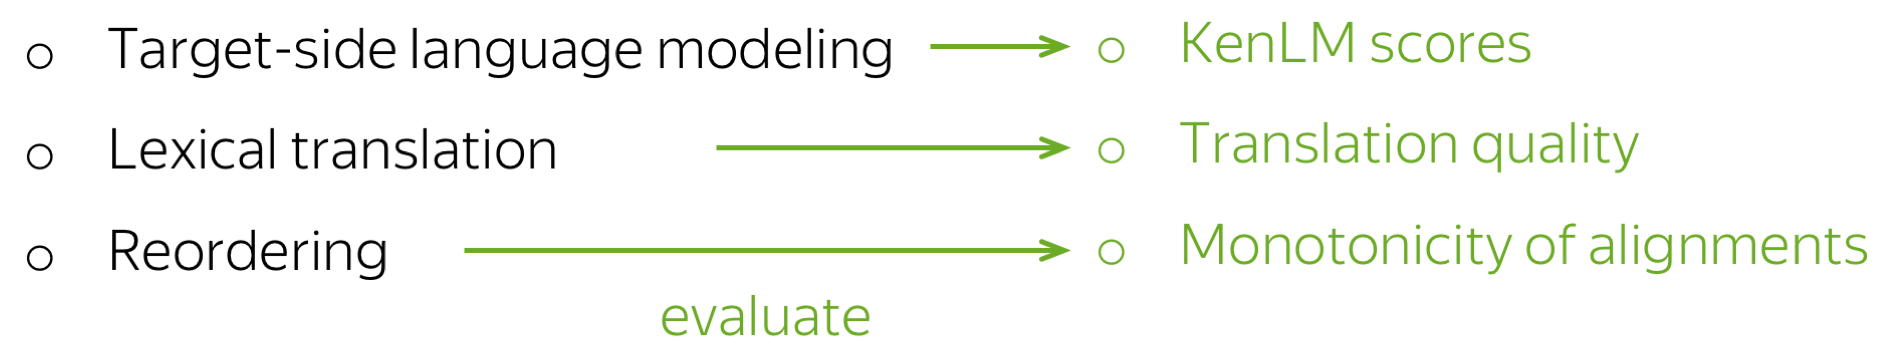 Target-side language modeling → KenLM scores
Lexical translation → Translation quality
Reordering → Monotonicity of alignments
evaluate